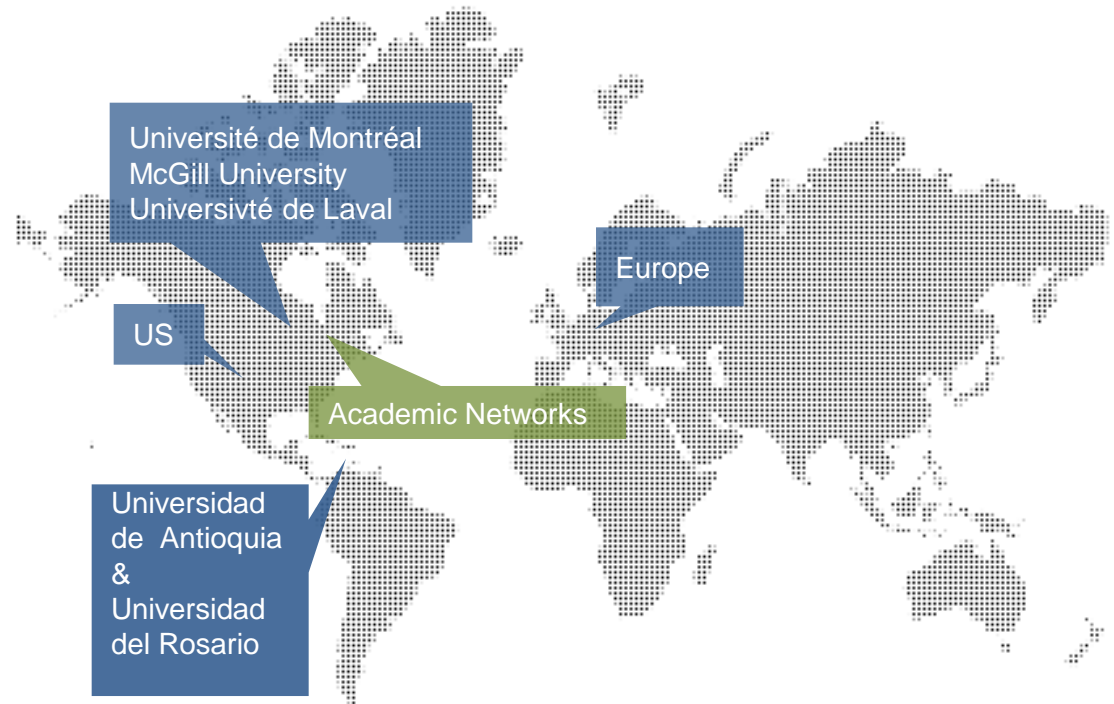 Université de Montréal
McGill University
Universivté de Laval
Europe
US
Academic Networks
Universidad
de Antioquia
&
Universidad
del Rosario